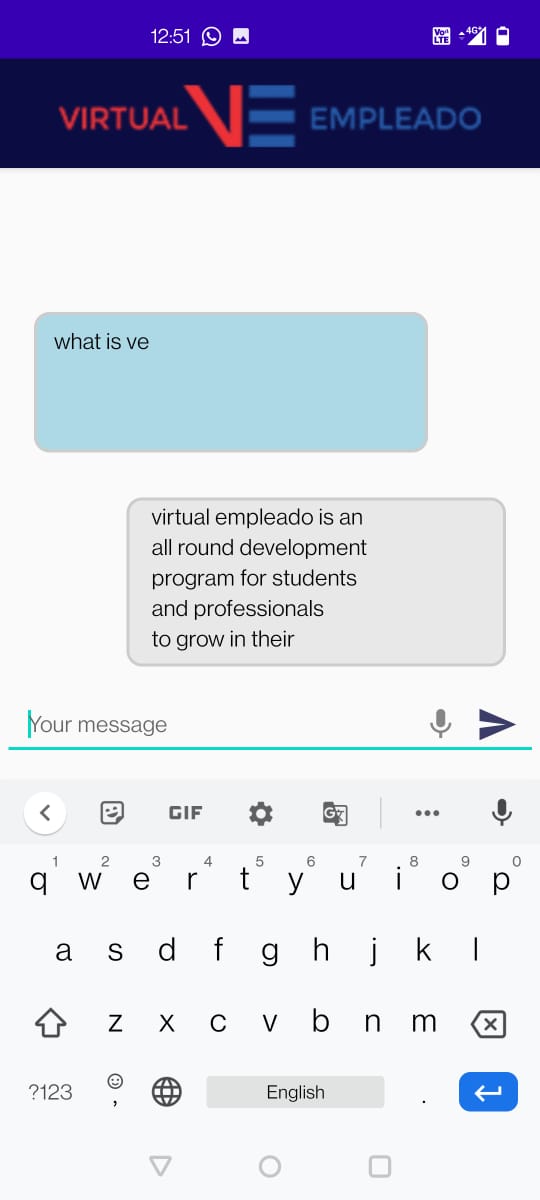 12:51 Vo)) LTE 4G+
VIRTUAL VE EMPLEADO
what is ve
virtual empleado is an
all round development
program for students
and professionals
to grow in their
Your message
GIF G
1 2 3 4 5 6 7 8 9 0
q w e r t y u i o p
a s d f g h j k l
z x c v b n m
?123 , English .